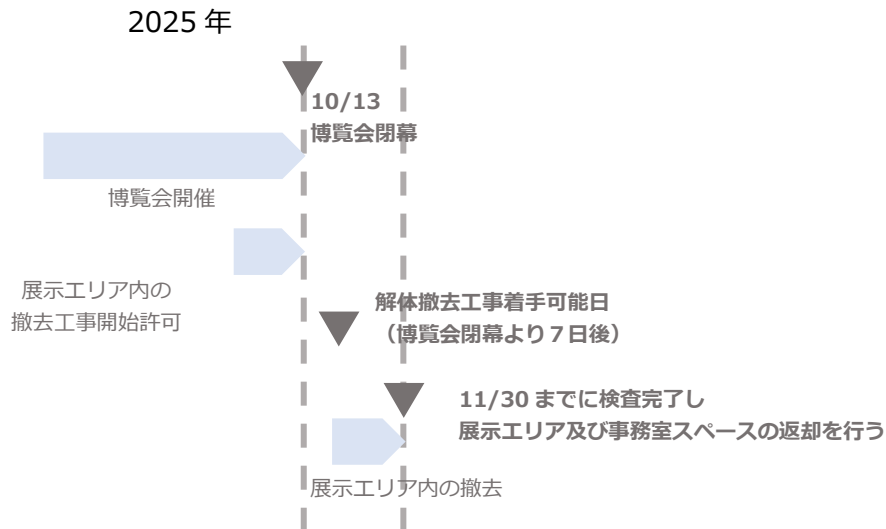 2025 年
10/13
博覧会閉幕
博覧会開催
展示エリア内の
撤去工事開始許可
解体撤去工事着手可能日
（博覧会閉幕より７日後）
11/30 までに検査完了し
展示エリア及び事務室スペースの返却を行う
展示エリア内の撤去